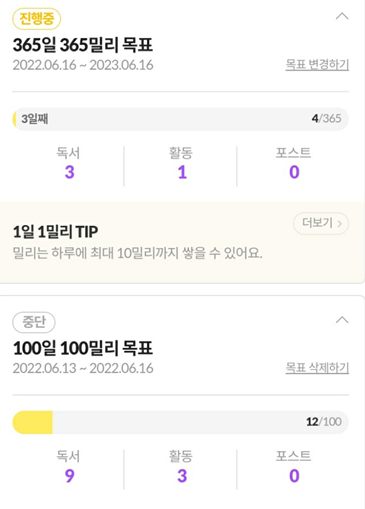 진행중
365일 365밀리 목표
2022.06.16 ~ 2023.06.16 목표 변경하기
3일째 4/365
독서 활동 포스트
3 1 0
더보기 >
1일 1밀리 TIP
밀리는 하루에 최대 10밀리까지 쌓을 수 있어요.
중단
100일 100밀리 목표
2022.06.13 ~ 2022.06.16 목표 삭제하기
12/100
독서 활동 포스트
9 3 0